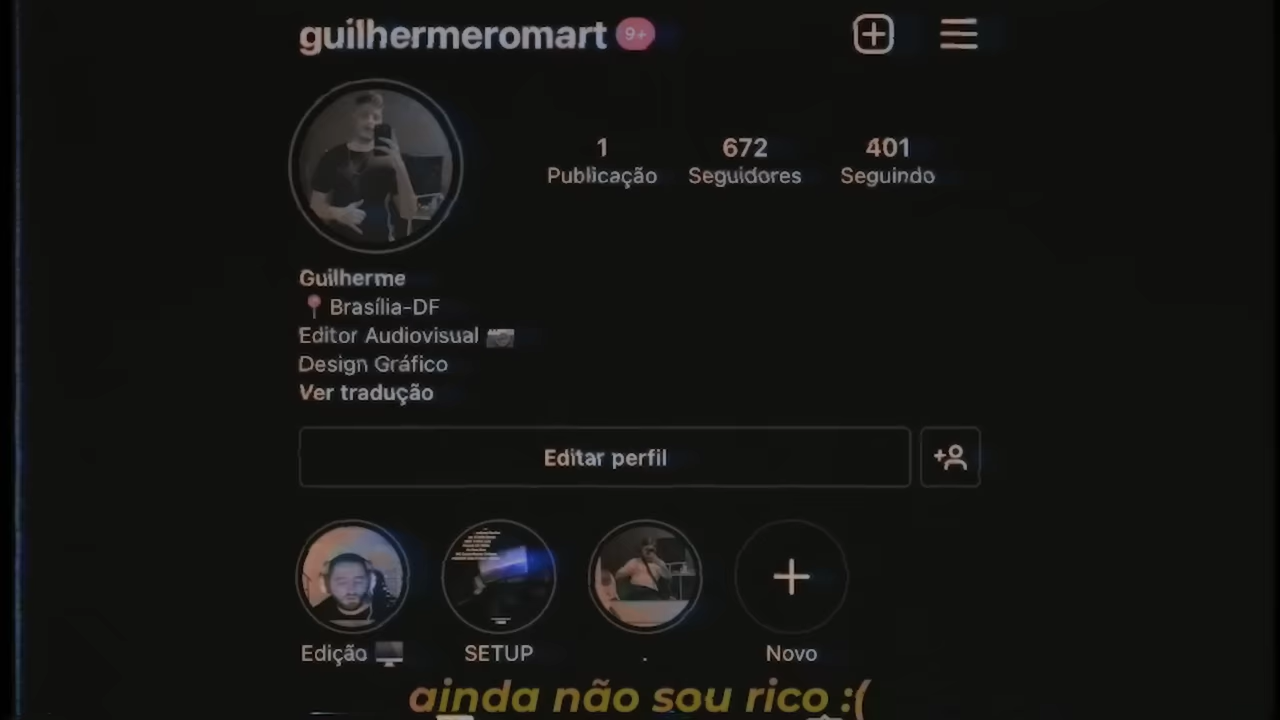 guilhermeromart 9+
1 672 401
Publicação Seguidores Seguindo
Guilherme
Brasília-DF
Editor Audiovisual
Design Gráfico
Ver tradução
Editar perfil
Edição SETUP . Novo
ainda não sou rico :(